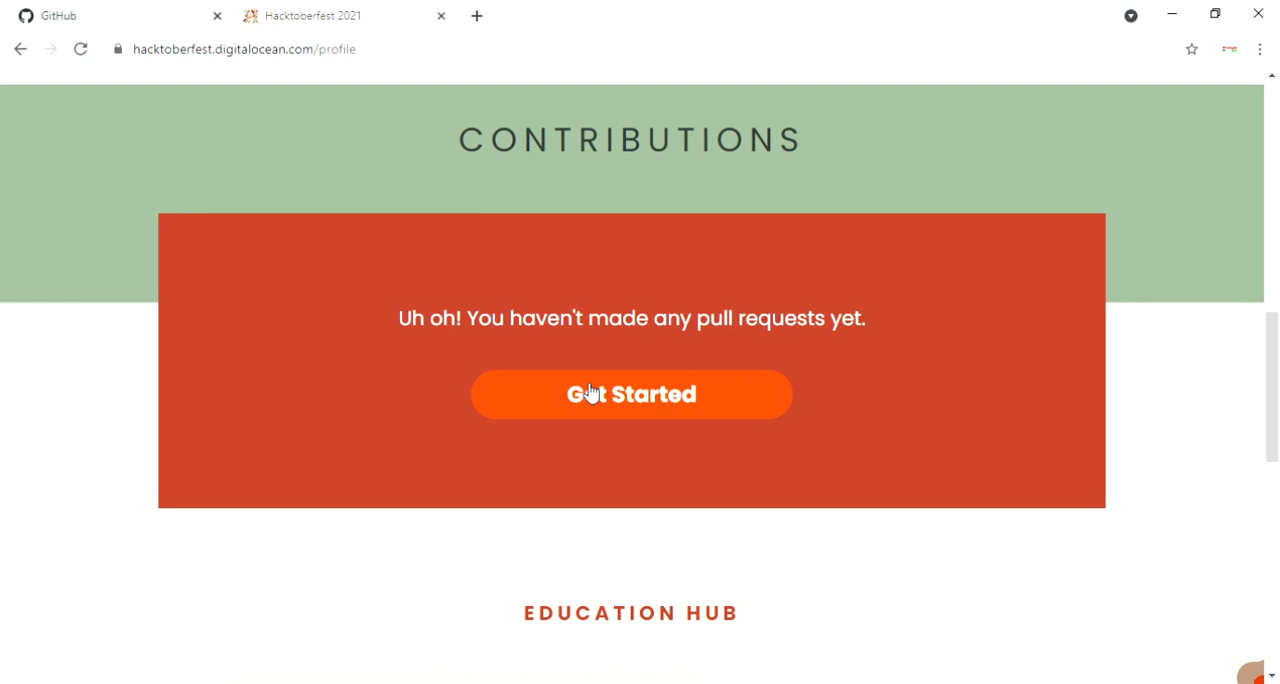 GitHub
Hacktoberfest 2021
hacktoberfest.digitalocean.com/profile
CONTRIBUTIONS
Uh oh! You haven't made any pull requests yet.
Get Started
EDUCATION HUB